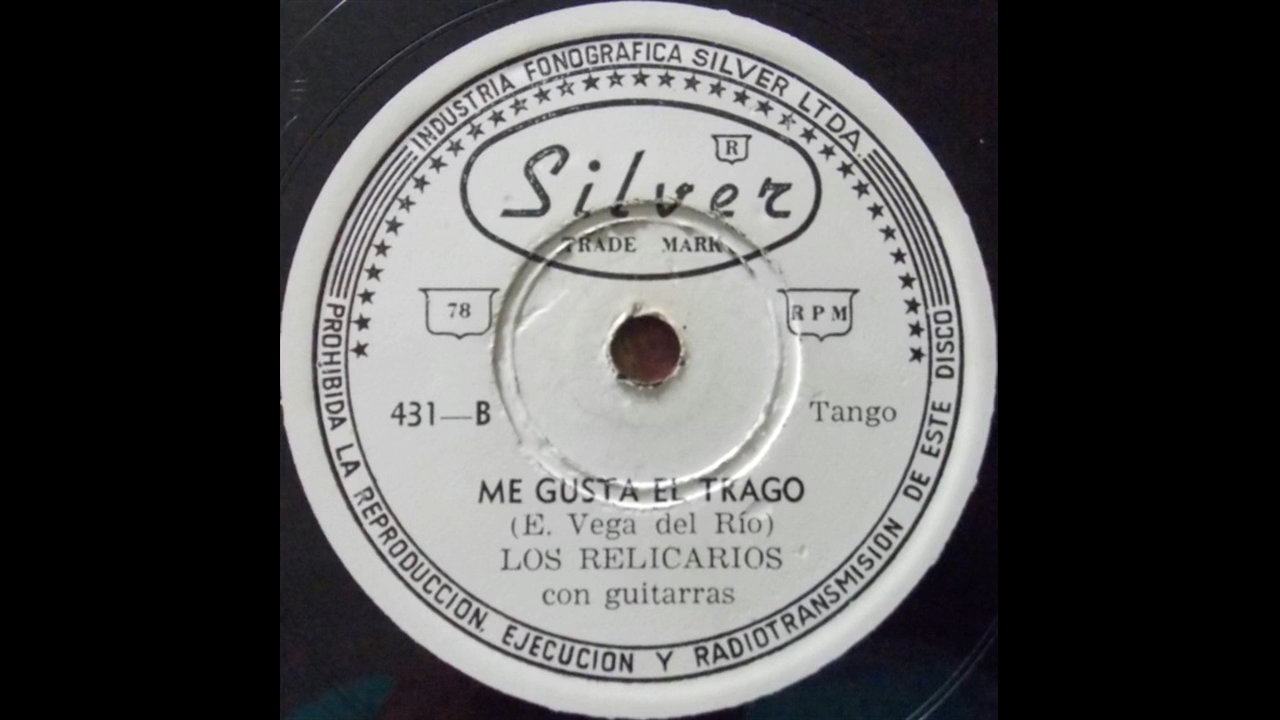 INDUSTRIA FONOGRAFICA SILVER LTDA.
Silver
R
TRADE MARK
78
RPM
431—B
Tango
ME GUSTA EL TRAGO
(E. Vega del Río)
LOS RELICARIOS
con guitarras
PROHIBIDA LA REPRODUCCION. EJECUCION Y RADIOTRANSMISION DE ESTE DISCO